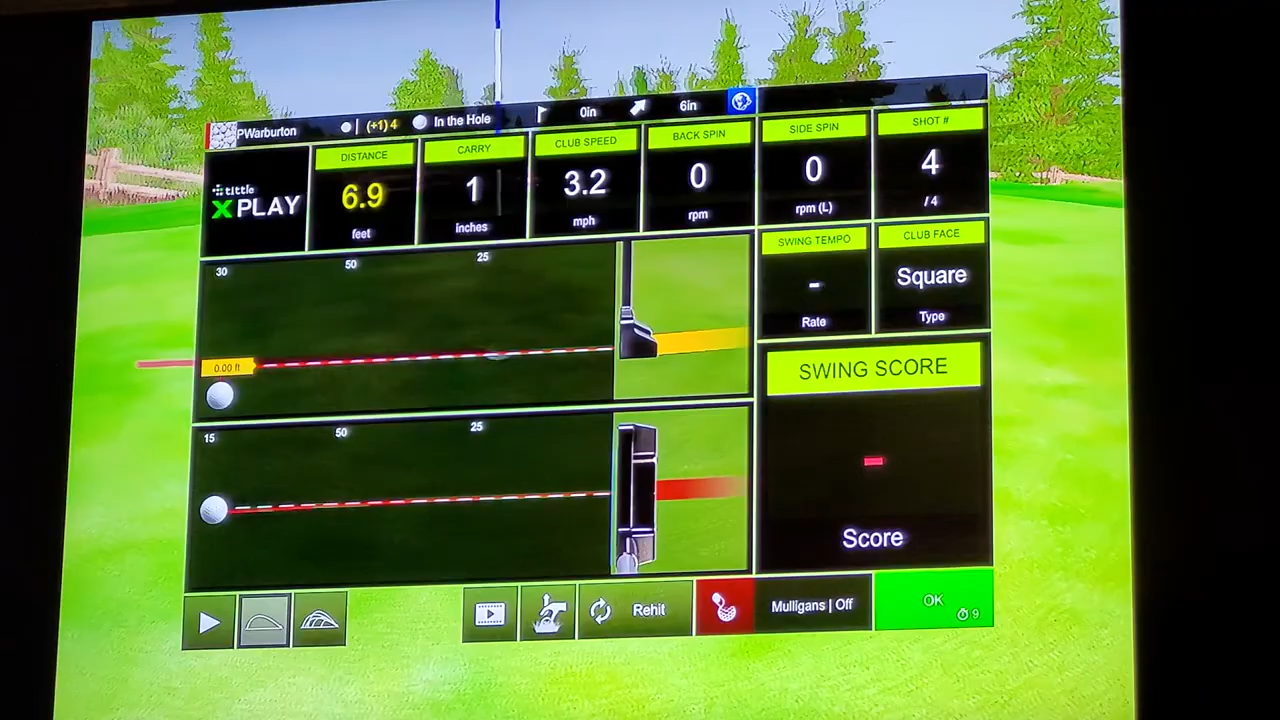 PWarburton (+1) 4 In the Hole 0in 6in
DISTANCE
6.9
feet
CARRY
1
inches
CLUB SPEED
3.2
mph
BACK SPIN
0
rpm
SIDE SPIN
0
rpm (L)
SHOT #
4
/ 4
tittle
X PLAY
SWING TEMPO
-
Rate
CLUB FACE
Square
Type
30 50 25
0.00 ft
15 50 25
SWING SCORE
-
Score
Rehit
Mulligans | Off
OK
9